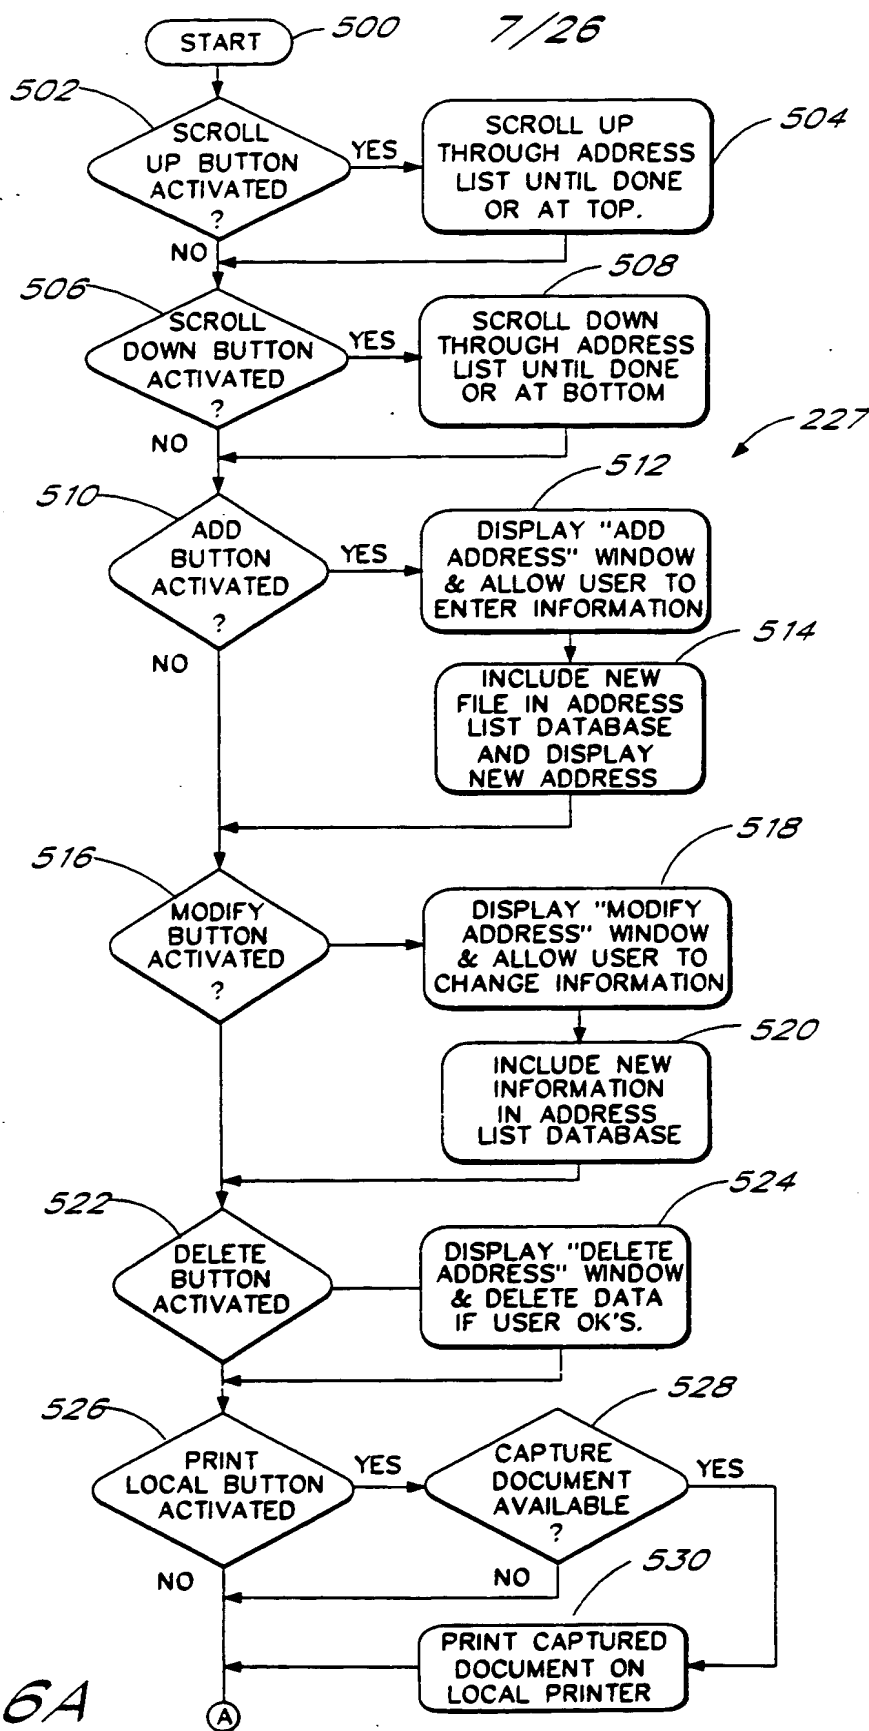 START
500
7/26
502
SCROLL
UP BUTTON
ACTIVATED
?
YES
SCROLL UP
THROUGH ADDRESS
LIST UNTIL DONE
OR AT TOP.
504
NO
506
SCROLL
DOWN BUTTON
ACTIVATED
?
YES
508
SCROLL DOWN
THROUGH ADDRESS
LIST UNTIL DONE
OR AT BOTTOM
NO
227
510
ADD
BUTTON
ACTIVATED
?
YES
512
DISPLAY "ADD
ADDRESS" WINDOW
& ALLOW USER TO
ENTER INFORMATION
NO
514
INCLUDE NEW
FILE IN ADDRESS
LIST DATABASE
AND DISPLAY
NEW ADDRESS
516
MODIFY
BUTTON
ACTIVATED
?
518
DISPLAY "MODIFY
ADDRESS" WINDOW
& ALLOW USER TO
CHANGE INFORMATION
520
INCLUDE NEW
INFORMATION
IN ADDRESS
LIST DATABASE
522
DELETE
BUTTON
ACTIVATED
524
DISPLAY "DELETE
ADDRESS" WINDOW
& DELETE DATA
IF USER OK'S.
526
PRINT
LOCAL BUTTON
ACTIVATED
YES
528
CAPTURE
DOCUMENT
AVAILABLE
?
YES
NO
NO
530
PRINT CAPTURED
DOCUMENT ON
LOCAL PRINTER
6A
A